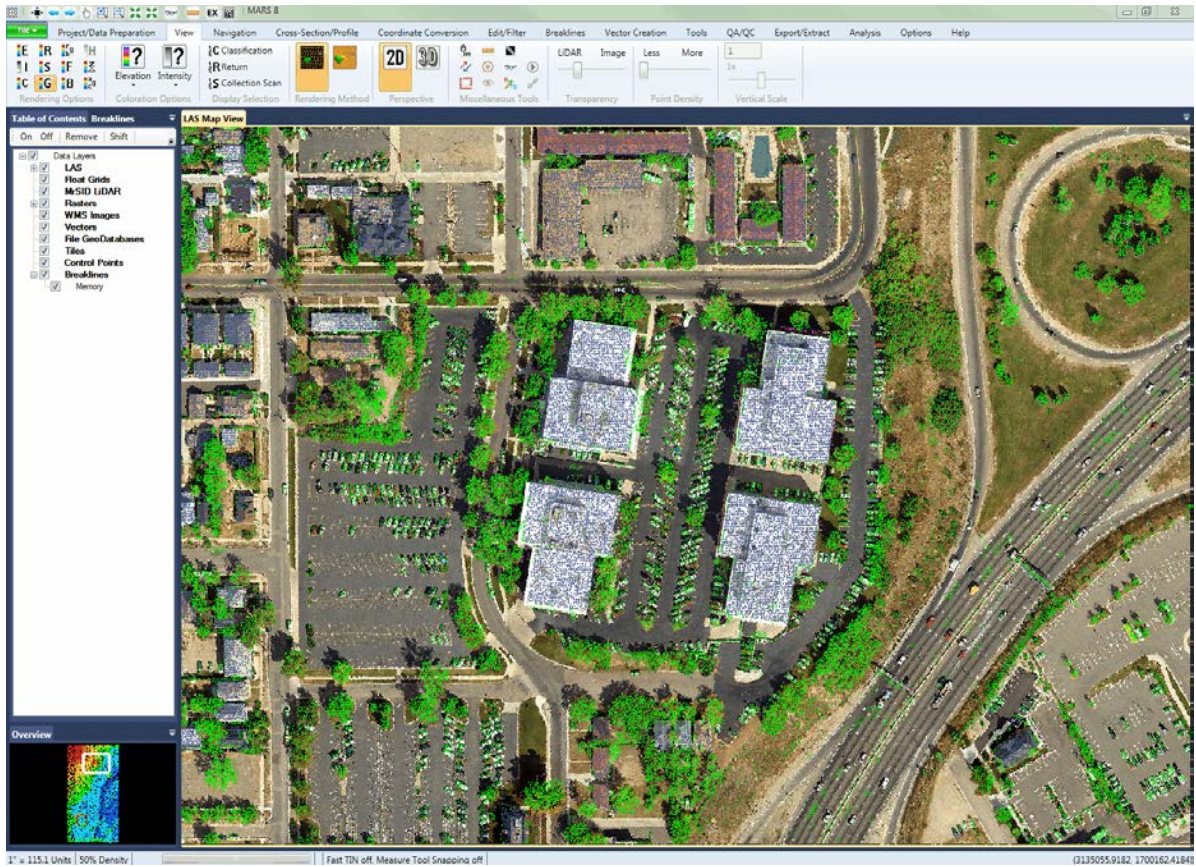 EX MARS 8
File Project/Data Preparation View Navigation Cross-Section/Profile Coordinate Conversion Edit/Filter Breaklines Vector Creation Tools QA/QC Export/Extract Analysis Options Help
Classification LiDAR Image Less More 1
Return 2D 3D 1x
Elevation Intensity
Collection Scan
Rendering Options Coloration Options Display Selection Rendering Method Perspective Miscellaneous Tools Transparency Point Density Vertical Scale
Table of Contents Breaklines LAS Map View
On Off Remove Shift
Data Layers
LAS
Float Grids
MrSID LiDAR
Rasters
WMS Images
Vectors
File GeoDatabases
Tiles
Control Points
Breaklines
Memory
Overview
1" = 115.1 Units 50% Density Fast TIN off. Measure Tool Snapping off